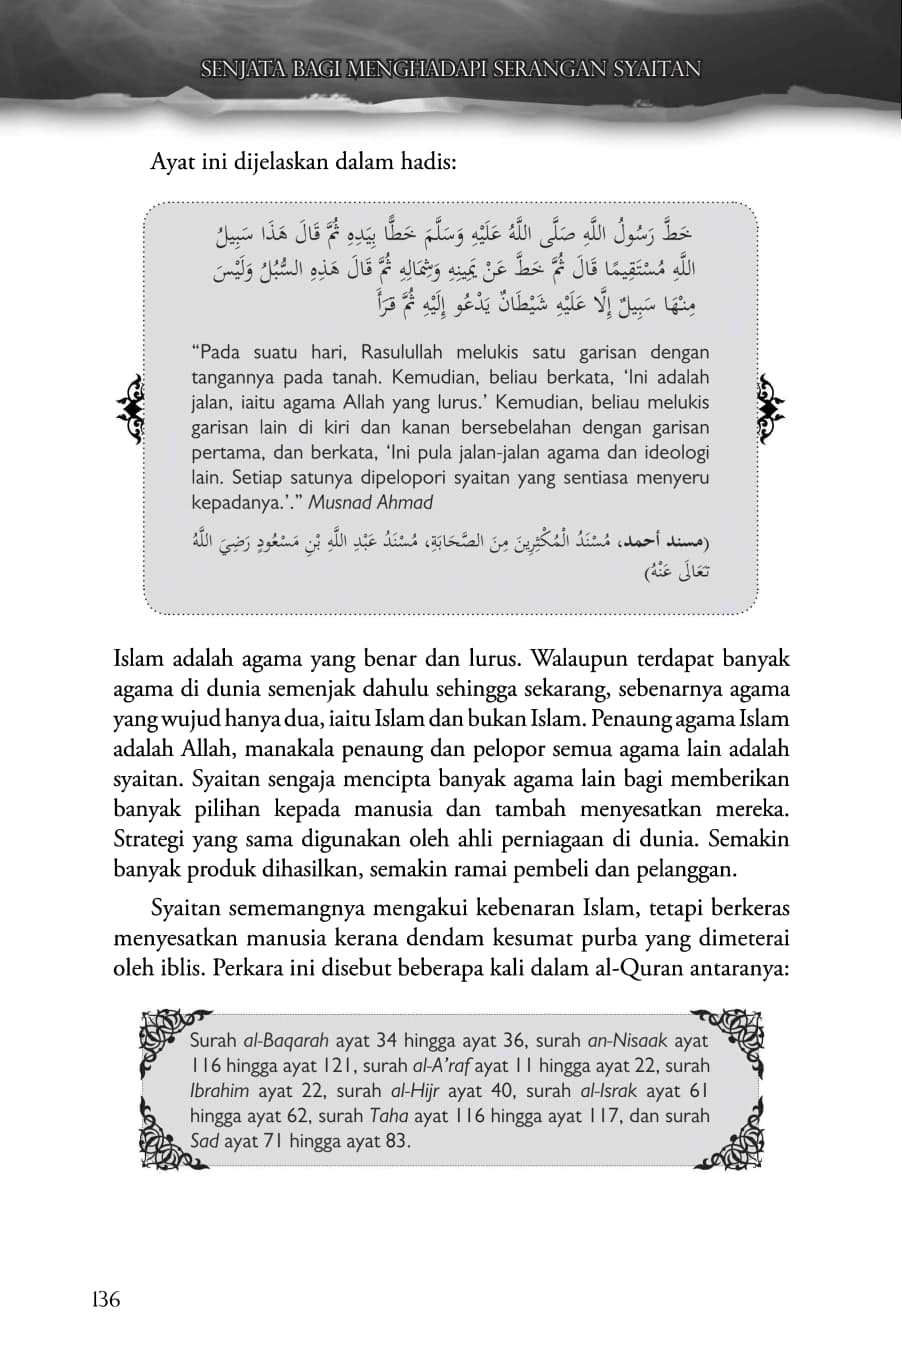 SENJATA BAGI MENGHADAPI SERANGAN SYAITAN
Ayat ini dijelaskan dalam hadis:
خَطَّ رَسُولُ اللَّهِ صَلَّى اللَّهُ عَلَيْهِ وَسَلَّمَ خَطًّا بِيَدِهِ ثُمَّ قَالَ هَذَا سَبِيلُ
اللَّهِ مُسْتَقِيمًا قَالَ ثُمَّ خَطَّ عَنْ يَمِينِهِ وَشِمَالِهِ ثُمَّ قَالَ هَذِهِ السُّبُلُ وَلَيْسَ
مِنْهَا سَبِيلٌ إِلَّا عَلَيْهِ شَيْطَانٌ يَدْعُو إِلَيْهِ ثُمَّ قَرَأَ
“Pada suatu hari, Rasulullah melukis satu garisan dengan
tangannya pada tanah. Kemudian, beliau berkata, ‘Ini adalah
jalan, iaitu agama Allah yang lurus.’ Kemudian, beliau melukis
garisan lain di kiri dan kanan bersebelahan dengan garisan
pertama, dan berkata, ‘Ini pula jalan-jalan agama dan ideologi
lain. Setiap satunya dipelopori syaitan yang sentiasa menyeru
kepadanya.’.” Musnad Ahmad
(مسند أحمد، مُسْنَدُ الْمُكْثِرِينَ مِنَ الصَّحَابَةِ، مُسْنَدُ عَبْدِ اللَّهِ بْنِ مَسْعُودٍ رَضِيَ اللَّهُ
تَعَالَى عَنْهُ)
Islam adalah agama yang benar dan lurus. Walaupun terdapat banyak
agama di dunia semenjak dahulu sehingga sekarang, sebenarnya agama
yang wujud hanya dua, iaitu Islam dan bukan Islam. Penaung agama Islam
adalah Allah, manakala penaung dan pelopor semua agama lain adalah
syaitan. Syaitan sengaja mencipta banyak agama lain bagi memberikan
banyak pilihan kepada manusia dan tambah menyesatkan mereka.
Strategi yang sama digunakan oleh ahli perniagaan di dunia. Semakin
banyak produk dihasilkan, semakin ramai pembeli dan pelanggan.
Syaitan sememangnya mengakui kebenaran Islam, tetapi berkeras
menyesatkan manusia kerana dendam kesumat purba yang dimeterai
oleh iblis. Perkara ini disebut beberapa kali dalam al-Quran antaranya:
Surah al-Baqarah ayat 34 hingga ayat 36, surah an-Nisaak ayat
116 hingga ayat 121, surah al-A’raf ayat 11 hingga ayat 22, surah
Ibrahim ayat 22, surah al-Hijr ayat 40, surah al-Israk ayat 61
hingga ayat 62, surah Taha ayat 116 hingga ayat 117, dan surah
Sad ayat 71 hingga ayat 83.
136